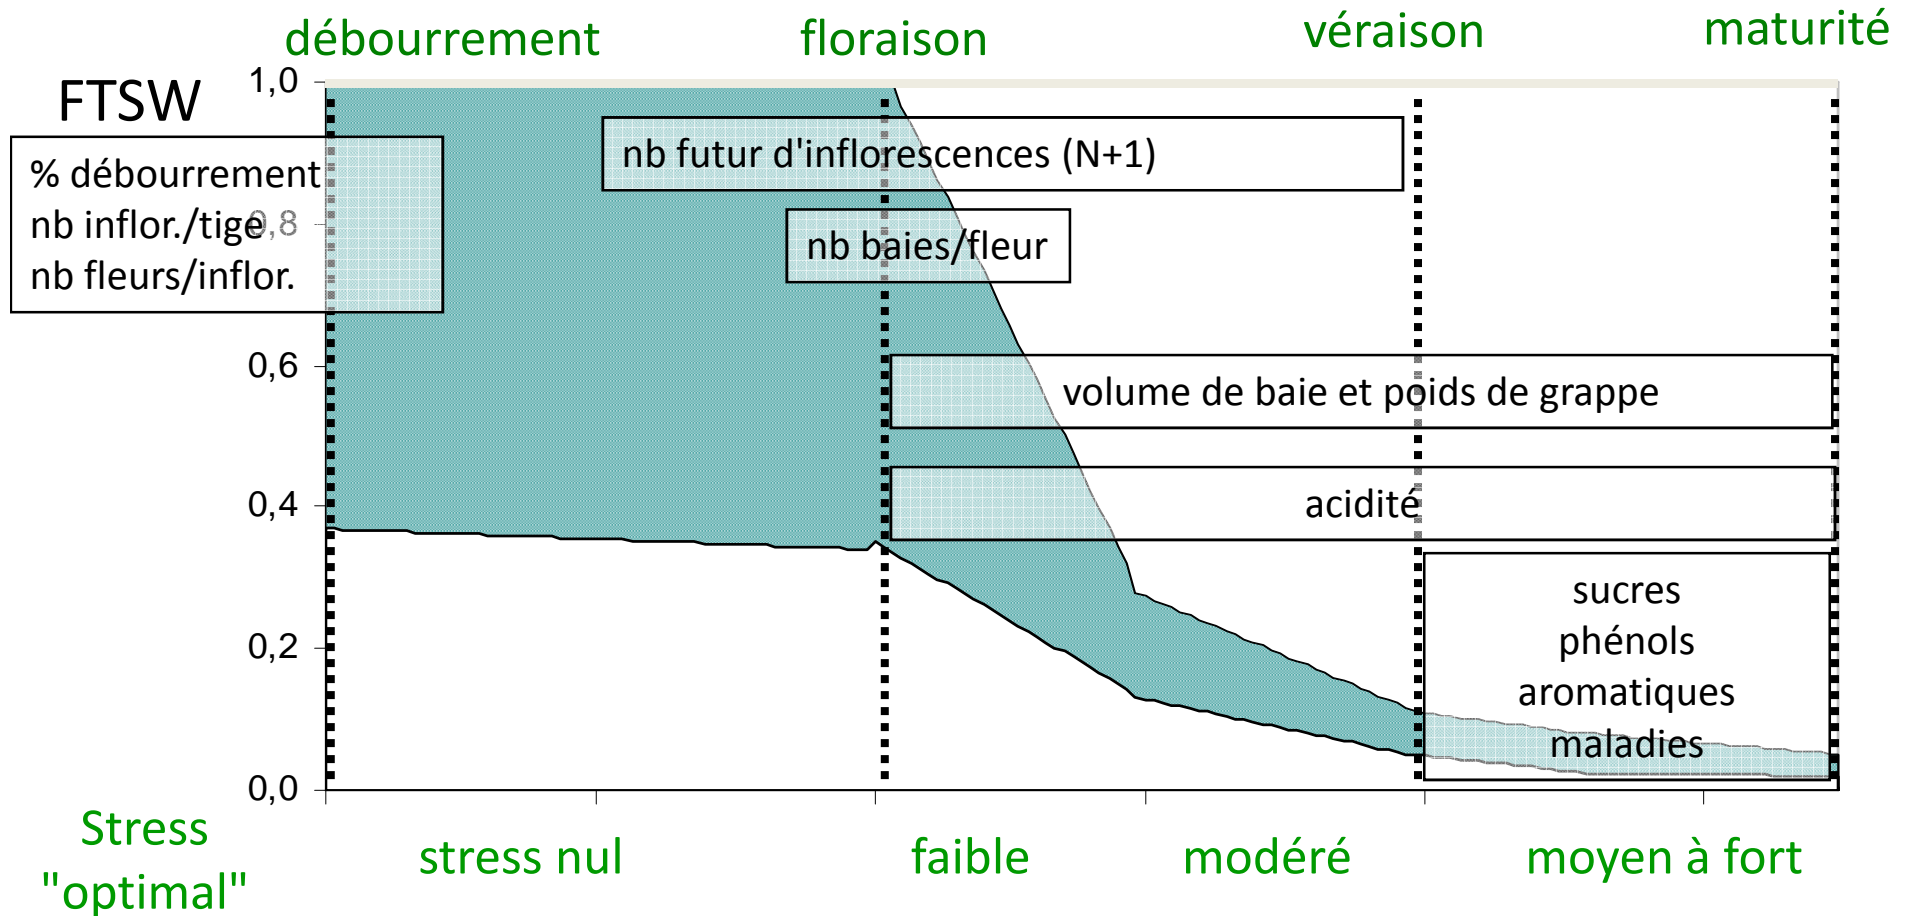 débourrement floraison véraison maturité
FTSW
1,0
% débourrement
nb inflor./tige
nb fleurs/inflor.
nb futur d'inflorescences (N+1)
0,8
nb baies/fleur
0,6
volume de baie et poids de grappe
0,4
acidité
sucres
phénols
aromatiques
maladies
0,2
0,0
Stress
"optimal"
stress nul faible modéré moyen à fort